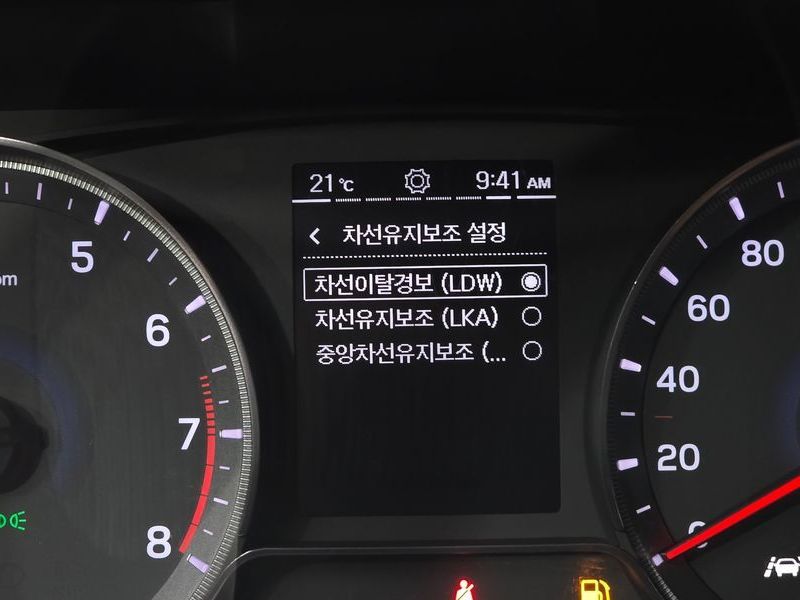 21 °C
9:41 AM
차선유지보조 설정
차선이탈경보 (LDW)
차선유지보조 (LKA)
중앙차선유지보조 (...
5
6
7
8
80
60
40
20
0